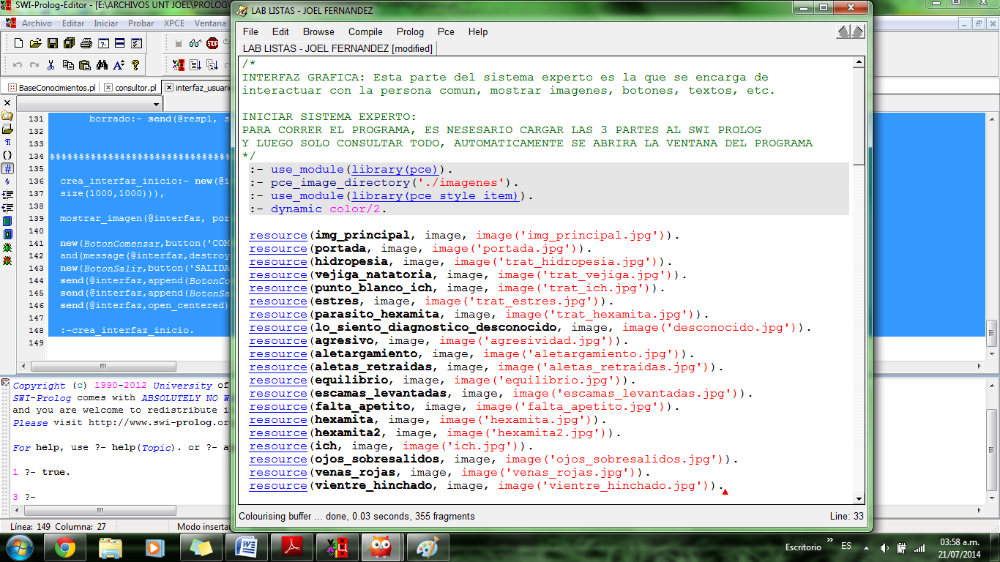 SWI-Prolog-Editor - [E:\ARCHIVOS UNT JOEL\PROLOG\
Archivo Editar Iniciar Probar XPCE Ventana
BaseConocimientos.pl consultor.pl interfaz_usuario
131 borrado:- send(@resp1, s
132
133
134 %%%%%%%%%%%%%%%%%%%%%%%%%%%%%%%
135
136 crea_interfaz_inicio:- new(@i
137 size(1000,1000))),
138
139 mostrar_imagen(@interfaz, por
140
141 new(BotonComenzar,button('COM
142 and(message(@interfaz,destroy
143 new(BotonSalir,button('SALIDA
144 send(@interfaz,append(BotonCo
145 send(@interfaz,append(BotonSa
146 send(@interfaz,open_centered)
147
148 :-crea_interfaz_inicio.
149
Copyright (c) 1990-2012 University of
SWI-Prolog comes with ABSOLUTELY NO W
and you are welcome to redistribute i
Please visit http://www.swi-prolog.or
For help, use ?- help(Topic). or ?- ap
1 ?- true.
3 ?-
Línea: 149 Columna: 27 Modo insertar
LAB LISTAS - JOEL FERNANDEZ
File Edit Browse Compile Prolog Pce Help
LAB LISTAS - JOEL FERNANDEZ [modified]
/*
INTERFAZ GRAFICA: Esta parte del sistema experto es la que se encarga de
interactuar con la persona comun, mostrar imagenes, botones, textos, etc.
INICIAR SISTEMA EXPERTO:
PARA CORRER EL PROGRAMA, ES NESESARIO CARGAR LAS 3 PARTES AL SWI PROLOG
Y LUEGO SOLO CONSULTAR TODO, AUTOMATICAMENTE SE ABRIRA LA VENTANA DEL PROGRAMA
*/
:- use_module(library(pce)).
:- pce_image_directory('./imagenes').
:- use_module(library(pce_style_item)).
:- dynamic color/2.
resource(img_principal, image, image('img_principal.jpg')).
resource(portada, image, image('portada.jpg')).
resource(hidropesia, image, image('trat_hidropesia.jpg')).
resource(vejiga_natatoria, image, image('trat_vejiga.jpg')).
resource(punto_blanco_ich, image, image('trat_ich.jpg')).
resource(estres, image, image('trat_estres.jpg')).
resource(parasito_hexamita, image, image('trat_hexamita.jpg')).
resource(lo_siento_diagnostico_desconocido, image, image('desconocido.jpg')).
resource(agresivo, image, image('agresividad.jpg')).
resource(aletargamiento, image, image('aletargamiento.jpg')).
resource(aletas_retraidas, image, image('aletas_retraidas.jpg')).
resource(equilibrio, image, image('equilibrio.jpg')).
resource(escamas_levantadas, image, image('escamas_levantadas.jpg')).
resource(falta_apetito, image, image('falta_apetito.jpg')).
resource(hexamita, image, image('hexamita.jpg')).
resource(hexamita2, image, image('hexamita2.jpg')).
resource(ich, image, image('ich.jpg')).
resource(ojos_sobresalidos, image, image('ojos_sobresalidos.jpg')).
resource(venas_rojas, image, image('venas_rojas.jpg')).
resource(vientre_hinchado, image, image('vientre_hinchado.jpg')).
Colourising buffer ... done, 0.03 seconds, 355 fragments Line: 33
Escritorio » ES 03:58 a.m.
21/07/2014